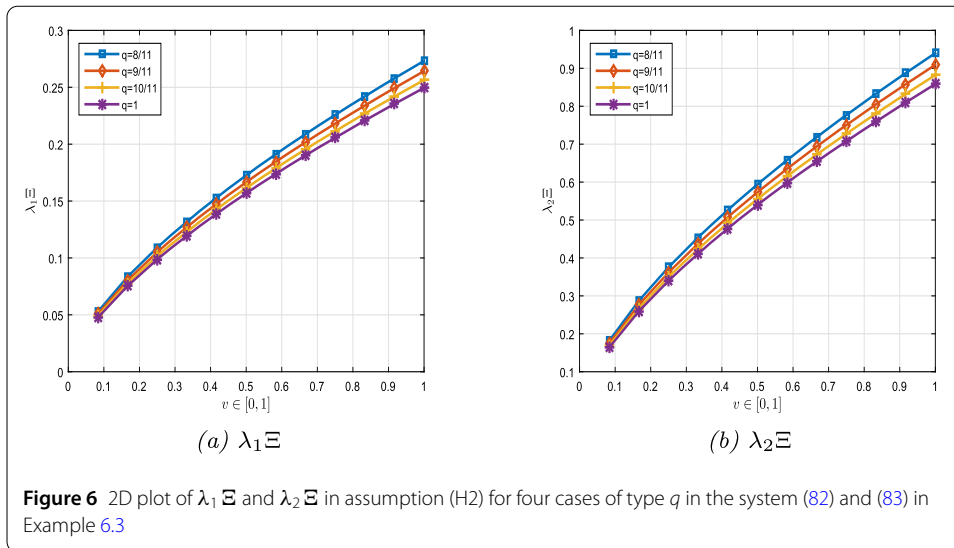 0.3
0.25
0.2
0.15
0.1
0.05
0
λ₁Ξ
q=8/11
q=9/11
q=10/11
q=1
0 0.1 0.2 0.3 0.4 0.5 0.6 0.7 0.8 0.9 1
v ∈ [0, 1]
(a) λ₁Ξ
1
0.9
0.8
0.7
0.6
0.5
0.4
0.3
0.2
0.1
λ₂Ξ
q=8/11
q=9/11
q=10/11
q=1
0 0.1 0.2 0.3 0.4 0.5 0.6 0.7 0.8 0.9 1
v ∈ [0, 1]
(b) λ₂Ξ
Figure 6 2D plot of λ₁ Ξ and λ₂ Ξ in assumption (H2) for four cases of type q in the system (82) and (83) in
Example 6.3